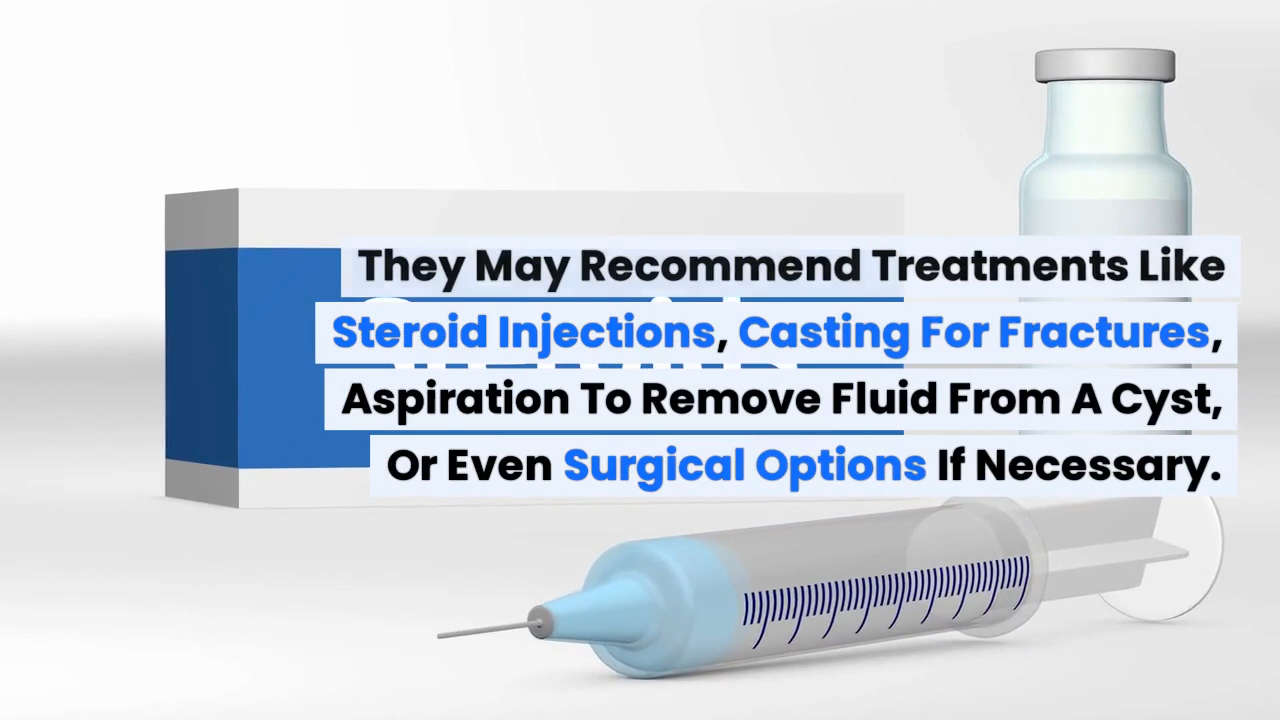 They May Recommend Treatments Like
Steroid Injections, Casting For Fractures,
Aspiration To Remove Fluid From A Cyst,
Or Even Surgical Options If Necessary.